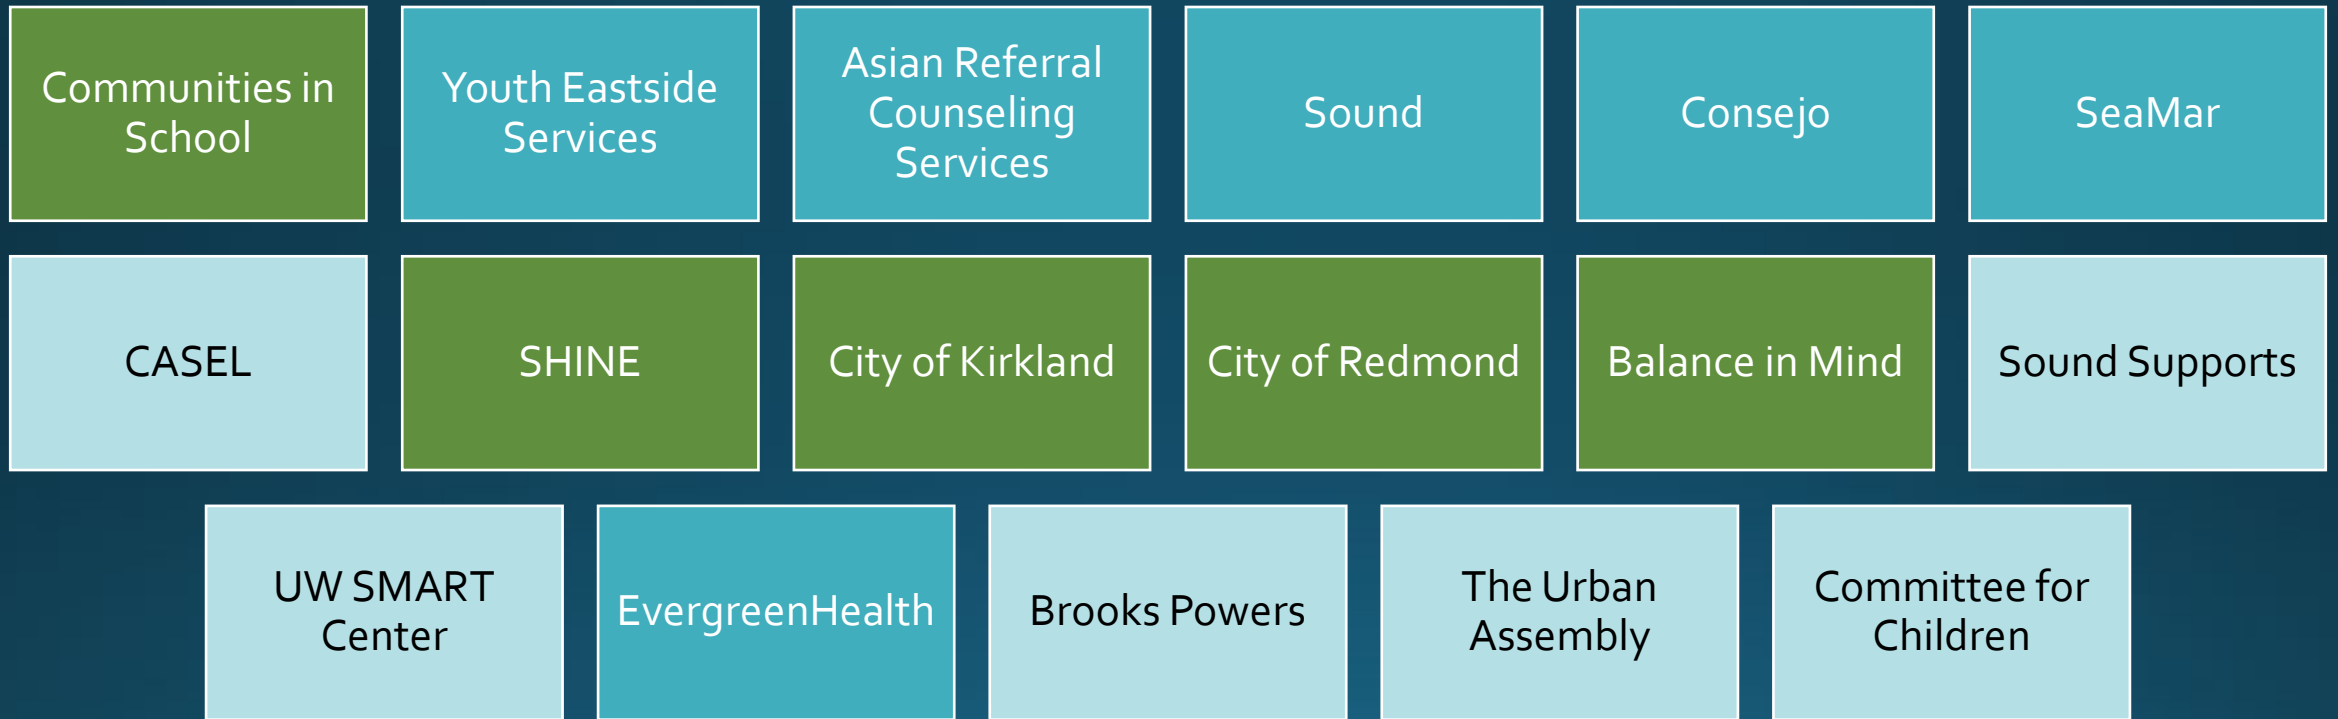 Communities in
School
Youth Eastside
Services
Asian Referral
Counseling
Services
Sound
Consejo
SeaMar
CASEL
SHINE
City of Kirkland
City of Redmond
Balance in Mind
Sound Supports
UW SMART
Center
EvergreenHealth
Brooks Powers
The Urban
Assembly
Committee for
Children